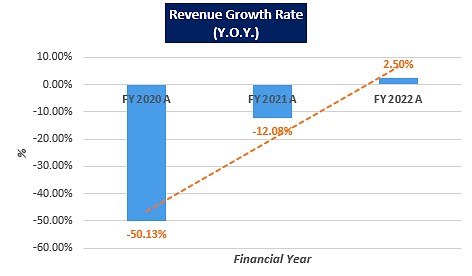 Revenue Growth Rate
(Y.O.Y.)
10.00%
0.00%
-10.00%
-20.00%
-30.00%
-40.00%
-50.00%
-60.00%
%
FY 2020 A
FY 2021 A
FY 2022 A
-50.13%
-12.08%
2.50%
Financial Year